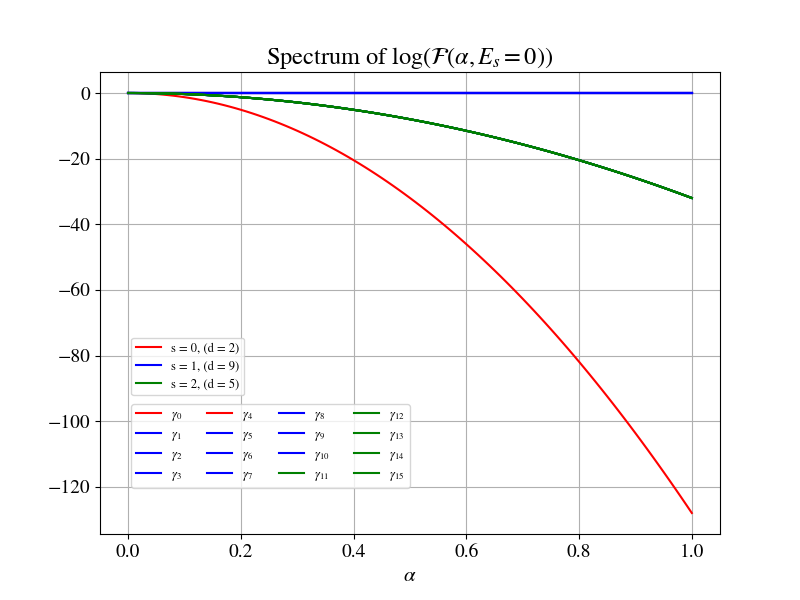 Spectrum of log(ℱ(α, E_s = 0))
0
−20
−40
−60
−80
−100
−120
s = 0, (d = 2)
s = 1, (d = 9)
s = 2, (d = 5)
γ₀ γ₄ γ₈ γ₁₂
γ₁ γ₅ γ₉ γ₁₃
γ₂ γ₆ γ₁₀ γ₁₄
γ₃ γ₇ γ₁₁ γ₁₅
0.0 0.2 0.4 0.6 0.8 1.0
α